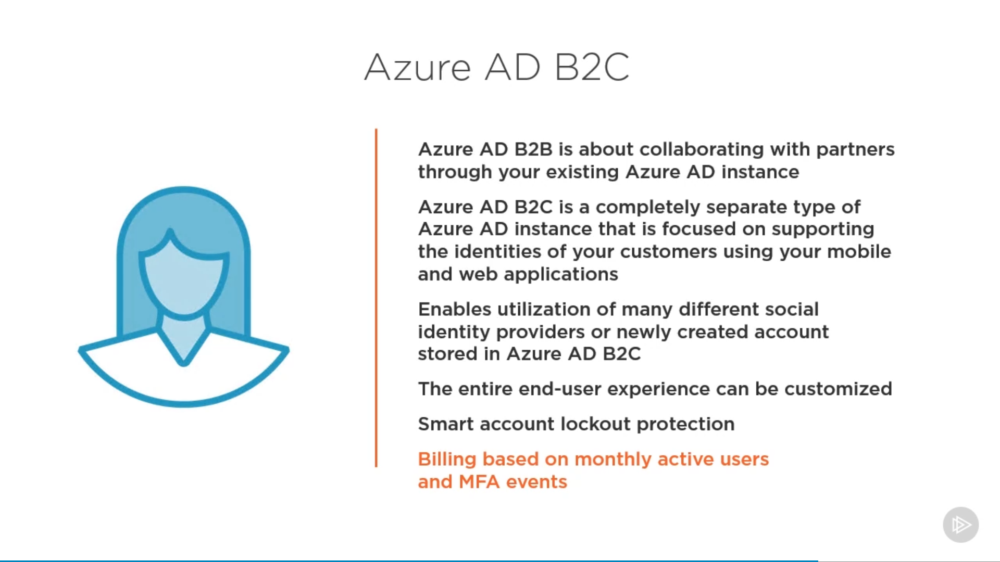 Azure AD B2C
Azure AD B2B is about collaborating with partners
through your existing Azure AD instance
Azure AD B2C is a completely separate type of
Azure AD instance that is focused on supporting
the identities of your customers using your mobile
and web applications
Enables utilization of many different social
identity providers or newly created account
stored in Azure AD B2C
The entire end-user experience can be customized
Smart account lockout protection
Billing based on monthly active users
and MFA events